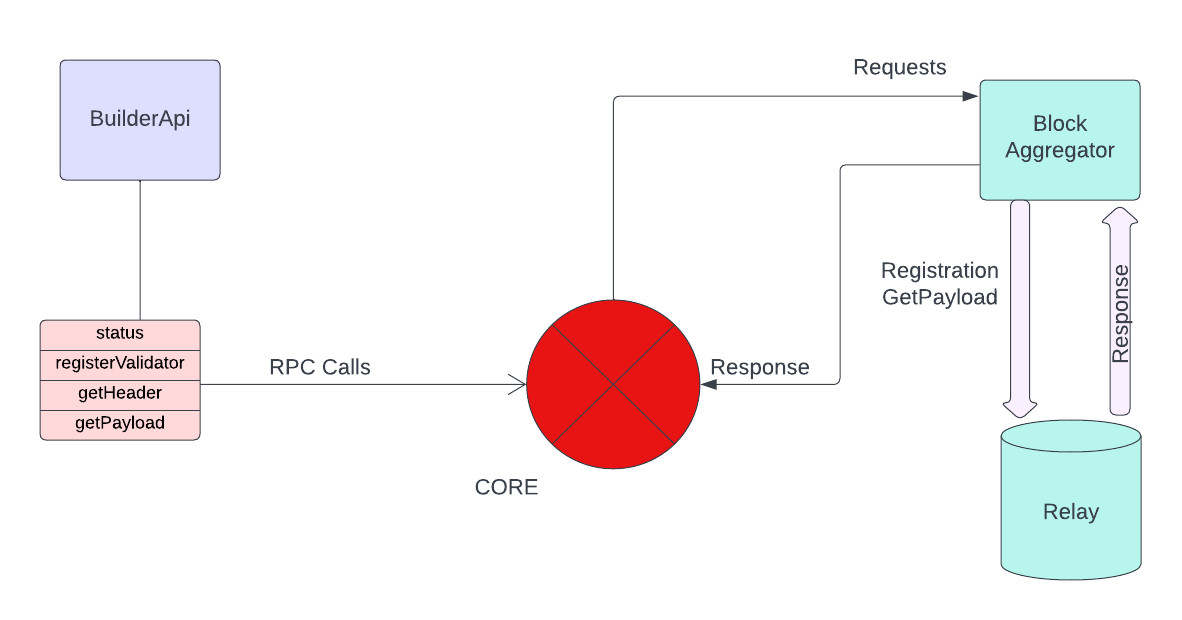 BuilderApi
status
registerValidator
getHeader
getPayload
RPC Calls
CORE
Requests
Response
Block
Aggregator
Registration
GetPayload
Response
Relay